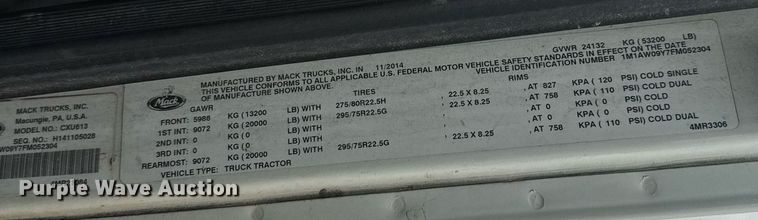 MACK TRUCKS, INC.
Macungie, PA, U.S.A.
MODEL: CXU613
SEQ. NO.: H141105028
W09Y7FM052304
Mack
MANUFACTURED BY MACK TRUCKS, INC. IN 11/2014 GVWR 24132 KG (53200 LB)
THIS VEHICLE CONFORMS TO ALL APPLICABLE U.S. FEDERAL MOTOR VEHICLE SAFETY STANDARDS IN EFFECT ON THE DATE
OF MANUFACTURE SHOWN ABOVE. VEHICLE IDENTIFICATION NUMBER 1M1AW09Y7FM052304
GAWR RIMS
FRONT: 5988 KG (13200 LB) WITH 275/80R22.5H , 22.5 X 8.25 , AT 827 KPA ( 120 PSI) COLD SINGLE
1ST INT: 9072 KG (20000 LB) WITH 295/75R22.5G , 22.5 X 8.25 , AT 758 KPA ( 110 PSI) COLD DUAL
2ND INT: 0 KG ( 0 LB) WITH , AT 0 KPA ( 0 PSI) COLD
3RD INT: 0 KG ( 0 LB) WITH , AT 0 KPA ( 0 PSI) COLD
REARMOST: 9072 KG (20000 LB) WITH 295/75R22.5G , 22.5 X 8.25 , AT 758 KPA ( 110 PSI) COLD DUAL
VEHICLE TYPE: TRUCK TRACTOR 4MR3306
Purple Wave Auction